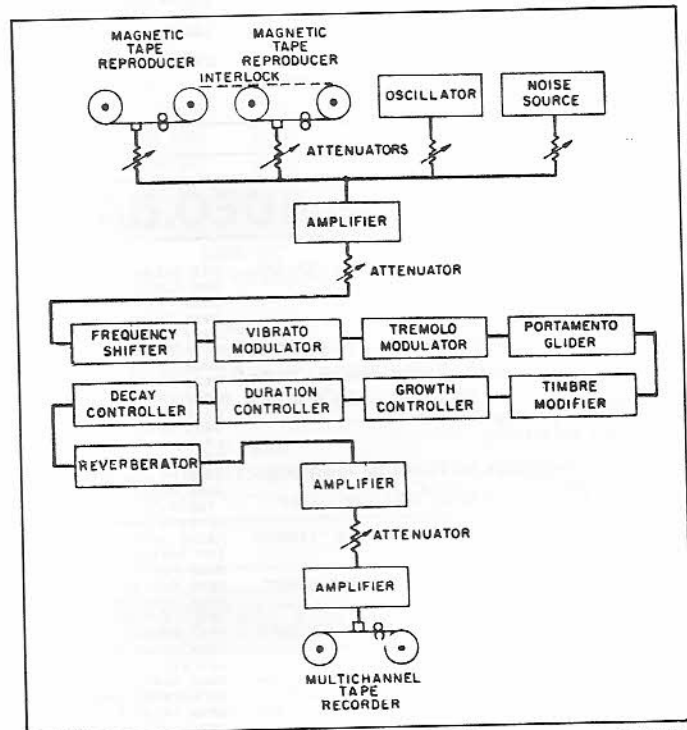 MAGNETIC
TAPE
REPRODUCER
MAGNETIC
TAPE
REPRODUCER
INTERLOCK
OSCILLATOR
NOISE
SOURCE
ATTENUATORS
AMPLIFIER
ATTENUATOR
FREQUENCY
SHIFTER
VIBRATO
MODULATOR
TREMOLO
MODULATOR
PORTAMENTO
GLIDER
DECAY
CONTROLLER
DURATION
CONTROLLER
GROWTH
CONTROLLER
TIMBRE
MODIFIER
REVERBERATOR
AMPLIFIER
ATTENUATOR
AMPLIFIER
MULTICHANNEL
TAPE
RECORDER